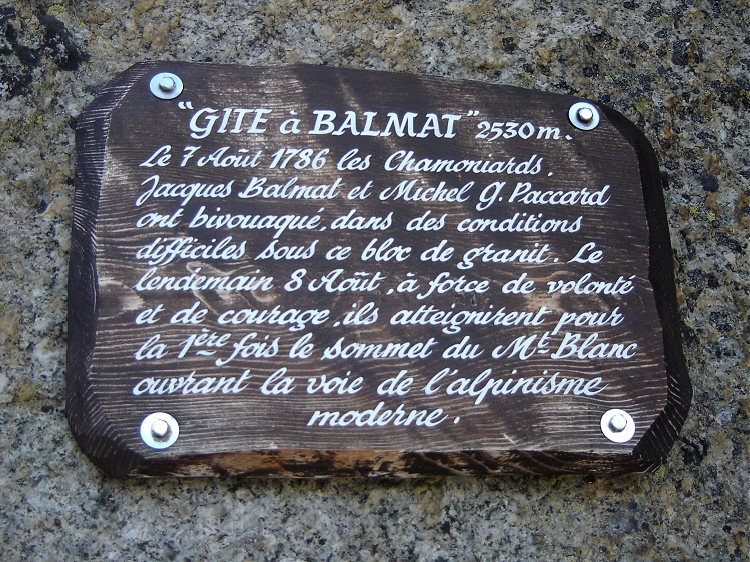 "GITE à BALMAT" 2530m.
Le 7 Août 1786 les Chamoniards,
Jacques Balmat et Michel G. Paccard
ont bivouaqué, dans des conditions
difficiles sous ce bloc de granit. Le
lendemain 8 Août, à force de volonté
et de courage, ils atteignirent pour
la 1ère fois le sommet du Mt Blanc
ouvrant la voie de l'alpinisme
moderne.